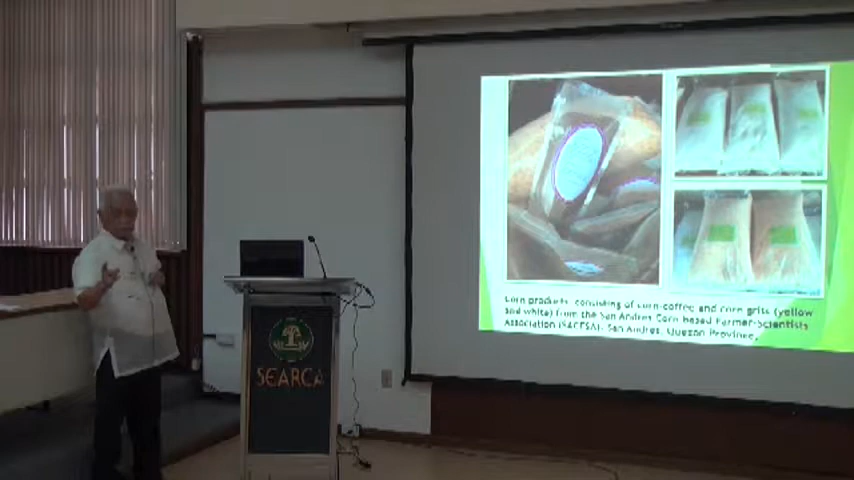 SEARCA
Corn products, consisting of corn-coffee and corn grits (yellow
and white) from the San Andres Corn based Farmer-Scientists
Association (SACFSA), San Andres, Quezon Province.